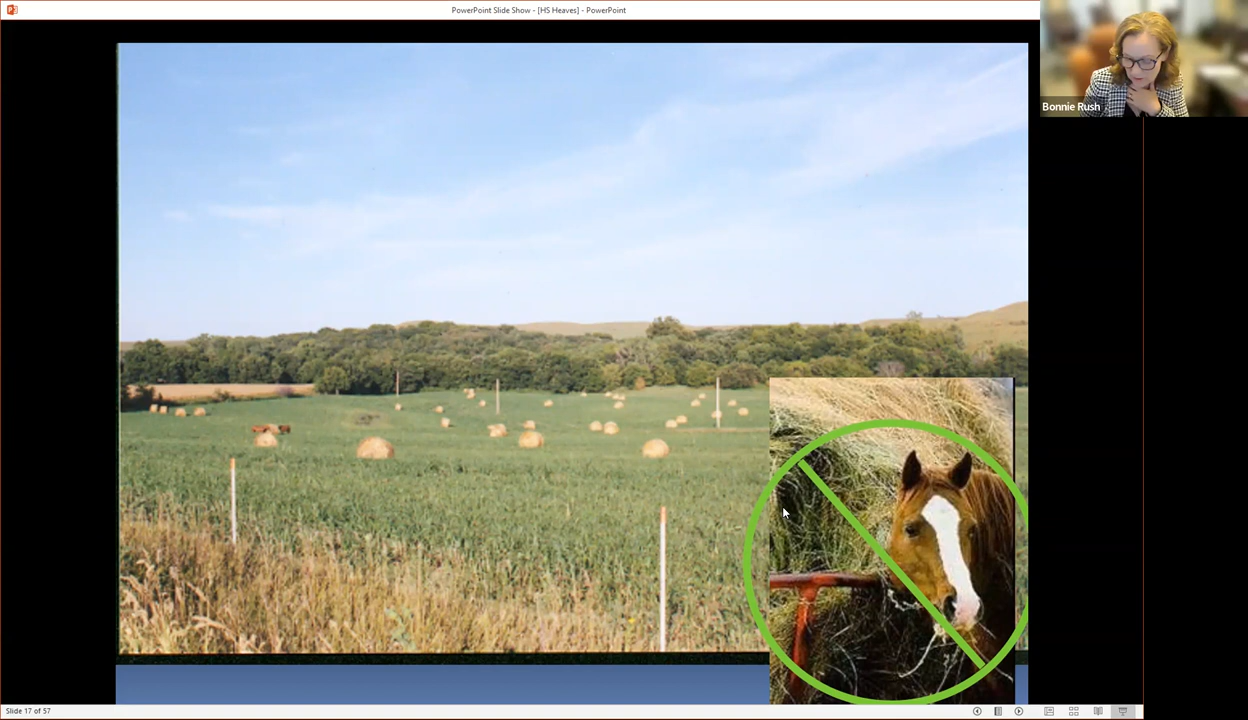 PowerPoint Slide Show - [HS Heaves] - PowerPoint
Bonnie Rush
Slide 17 of 57